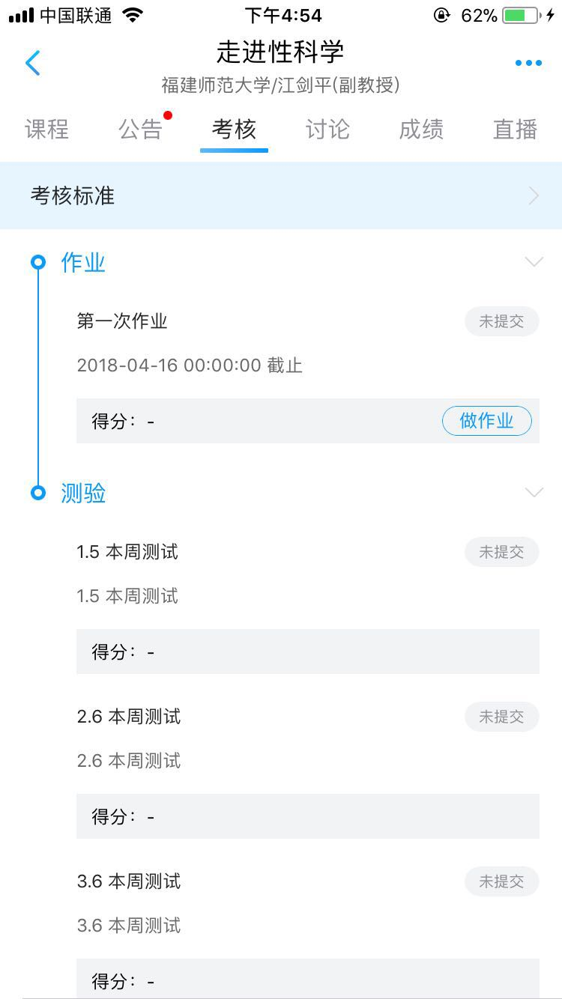 中国联通 下午4:54 62%
走进性科学
福建师范大学/江剑平(副教授)
课程 公告 考核 讨论 成绩 直播
考核标准
作业
第一次作业 未提交
2018-04-16 00:00:00 截止
得分：- 做作业
测验
1.5 本周测试 未提交
1.5 本周测试
得分：-
2.6 本周测试 未提交
2.6 本周测试
得分：-
3.6 本周测试 未提交
3.6 本周测试
得分：-